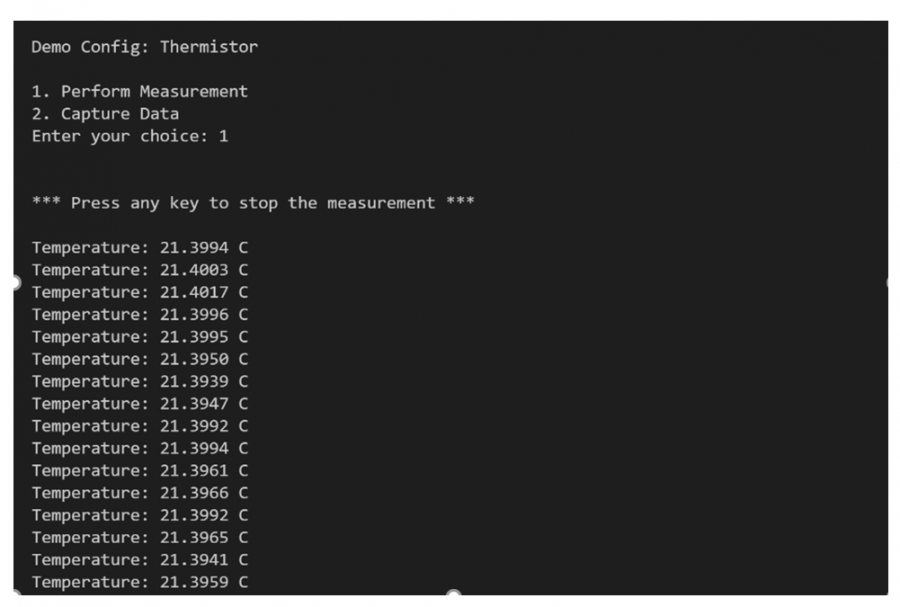 Demo Config: Thermistor
1. Perform Measurement
2. Capture Data
Enter your choice: 1
*** Press any key to stop the measurement ***
Temperature: 21.3994 C
Temperature: 21.4003 C
Temperature: 21.4017 C
Temperature: 21.3996 C
Temperature: 21.3995 C
Temperature: 21.3950 C
Temperature: 21.3939 C
Temperature: 21.3947 C
Temperature: 21.3992 C
Temperature: 21.3994 C
Temperature: 21.3961 C
Temperature: 21.3966 C
Temperature: 21.3992 C
Temperature: 21.3965 C
Temperature: 21.3941 C
Temperature: 21.3959 C